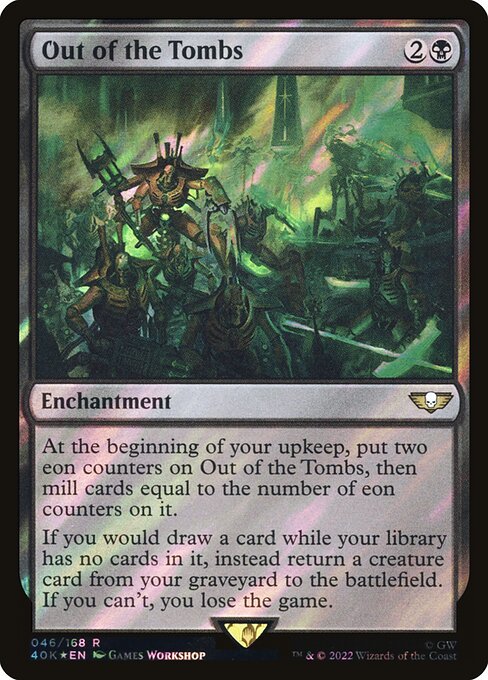 Out of the Tombs 2
Enchantment
At the beginning of your upkeep, put two
eon counters on Out of the Tombs, then
mill cards equal to the number of eon
counters on it.
If you would draw a card while your library
has no cards in it, instead return a creature
card from your graveyard to the battlefield.
If you can't, you lose the game.
046/168 R
© GW
40K★EN Games Workshop
™ & © 2022 Wizards of the Coast